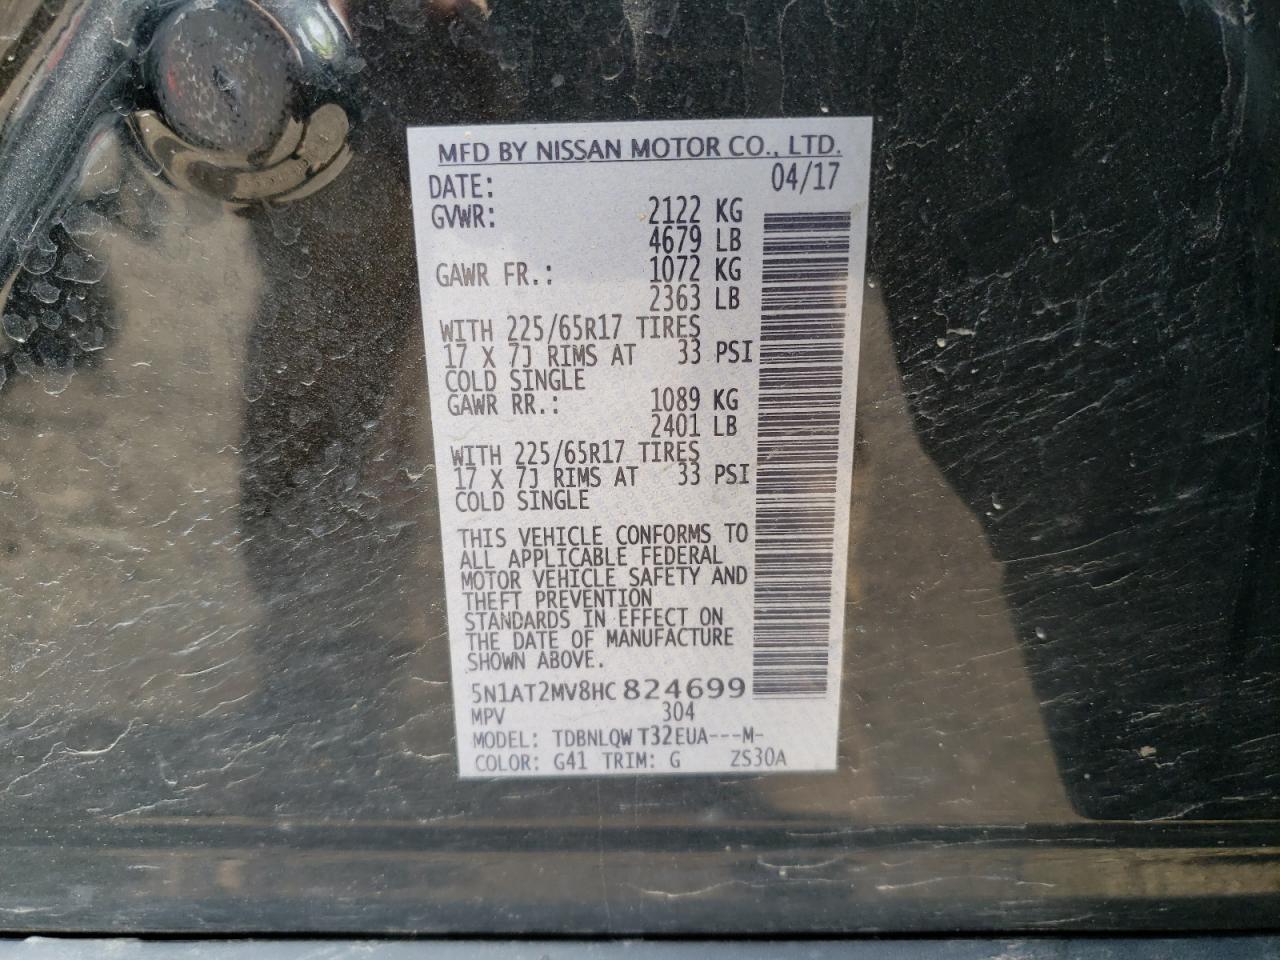 MFD BY NISSAN MOTOR CO., LTD.
DATE: 04/17
GVWR: 2122 KG
4679 LB
GAWR FR.: 1072 KG
2363 LB
WITH 225/65R17 TIRES
17 X 7J RIMS AT 33 PSI
COLD SINGLE
GAWR RR.: 1089 KG
2401 LB
WITH 225/65R17 TIRES
17 X 7J RIMS AT 33 PSI
COLD SINGLE
THIS VEHICLE CONFORMS TO
ALL APPLICABLE FEDERAL
MOTOR VEHICLE SAFETY AND
THEFT PREVENTION
STANDARDS IN EFFECT ON
THE DATE OF MANUFACTURE
SHOWN ABOVE.
5N1AT2MV8HC824699
MPV 304
MODEL: TDBNLQW T32EUA---M-
COLOR: G41 TRIM: G ZS30A